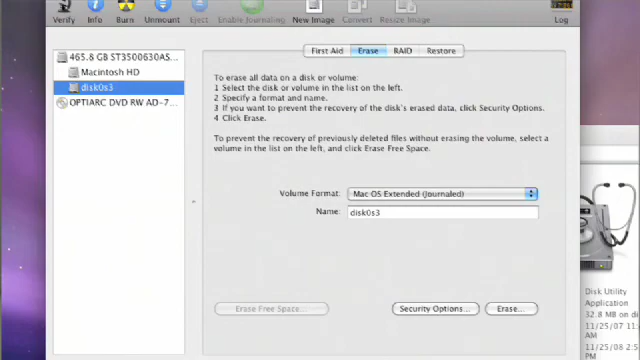 Verify Info Burn Unmount Eject Enable Journaling New Image Convert Resize Image Log
465.8 GB ST3500630AS...
Macintosh HD
disk0s3
OPTIARC DVD RW AD-7...
First Aid Erase RAID Restore
To erase all data on a disk or volume:
1 Select the disk or volume in the list on the left.
2 Specify a format and name.
3 If you want to prevent the recovery of the disk's erased data, click Security Options.
4 Click Erase.
To prevent the recovery of previously deleted files without erasing the volume, select a
volume in the list on the left, and click Erase Free Space.
Volume Format: Mac OS Extended (Journaled)
Name: disk0s3
Erase Free Space... Security Options... Erase...
Disk Utility
Application
32.8 MB on di
11/25/07 11:
AM
11/25/08 2:5
PM